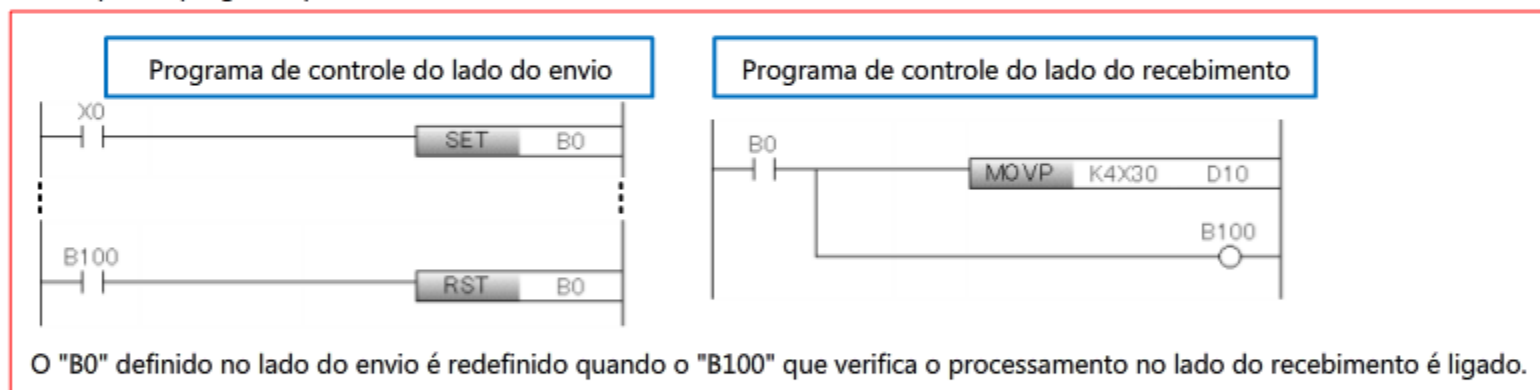 Programa de controle do lado do envio
X0
SET B0
B100
RST B0
Programa de controle do lado do recebimento
B0
MOVP K4X30 D10
B100
O "B0" definido no lado do envio é redefinido quando o "B100" que verifica o processamento no lado do recebimento é ligado.